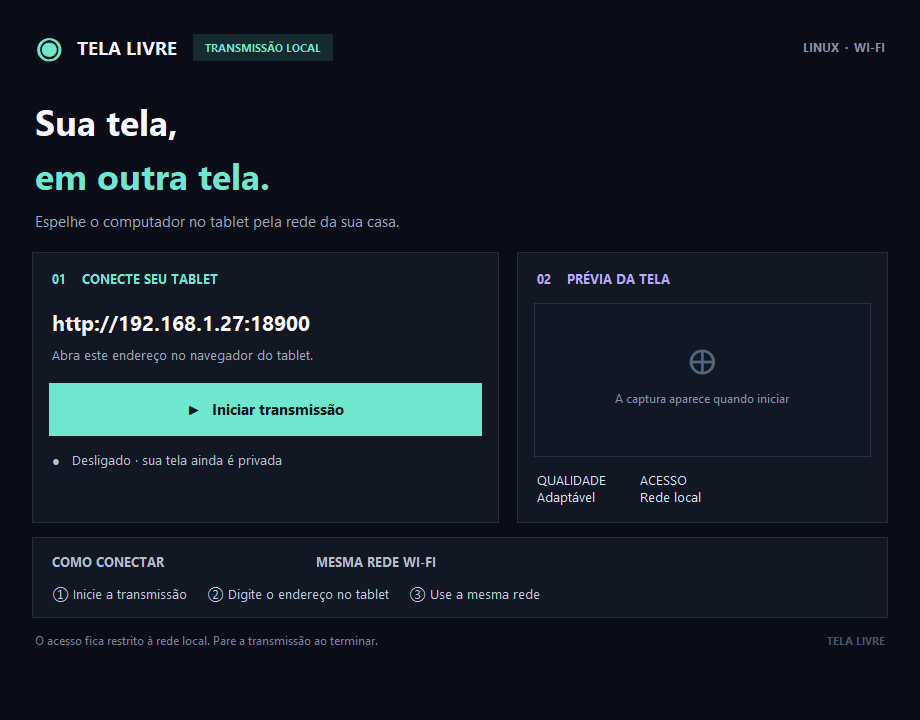 TELA LIVRE
TRANSMISSÃO LOCAL
LINUX · WI-FI
Sua tela,
em outra tela.
Espelhe o computador no tablet pela rede da sua casa.
01 CONECTE SEU TABLET
http://192.168.1.27:18900
Abra este endereço no navegador do tablet.
► Iniciar transmissão
● Desligado · sua tela ainda é privada
02 PRÉVIA DA TELA
A captura aparece quando iniciar
QUALIDADE ACESSO
Adaptável Rede local
COMO CONECTAR MESMA REDE WI-FI
① Inicie a transmissão ② Digite o endereço no tablet ③ Use a mesma rede
O acesso fica restrito à rede local. Pare a transmissão ao terminar.
TELA LIVRE